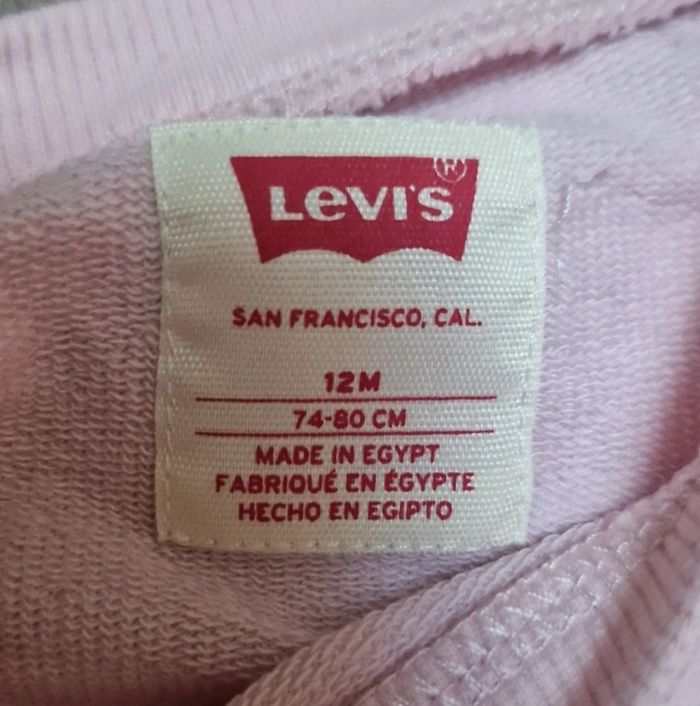 Levi's ®
SAN FRANCISCO, CAL.
12M
74-80 CM
MADE IN EGYPT
FABRIQUÉ EN ÉGYPTE
HECHO EN EGIPTO